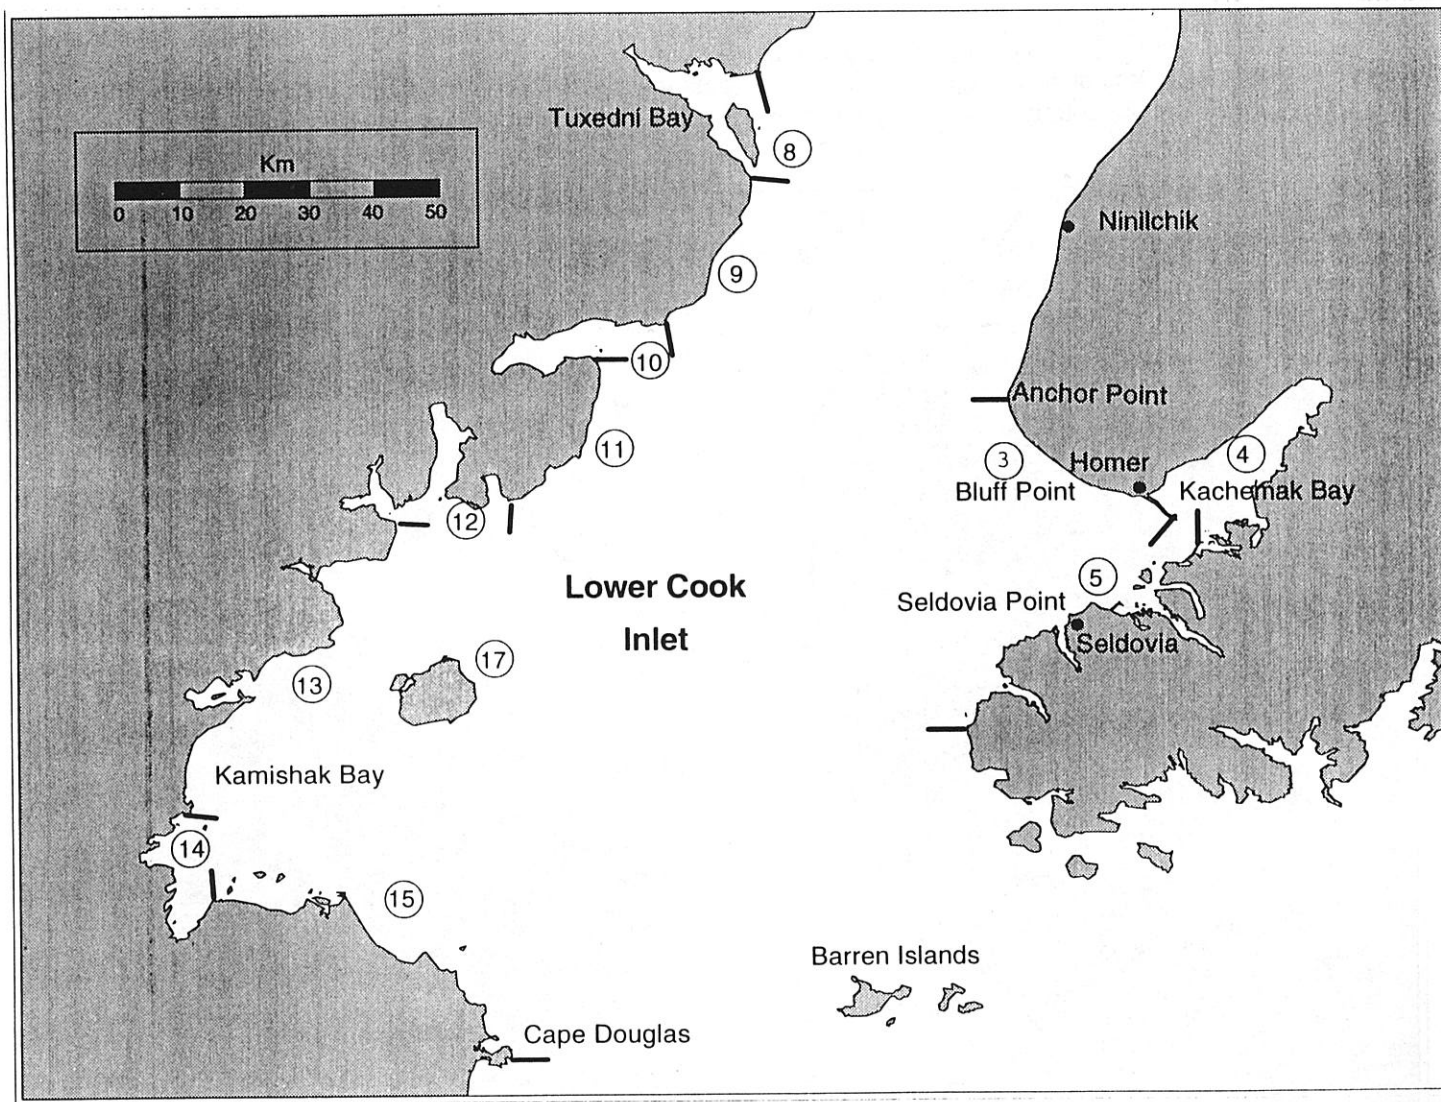 Tuxedni Bay
8
Km
0 10 20 30 40 50
Ninilchik
9
10
Anchor Point
11
3
Homer
4
Bluff Point
Kachemak Bay
12
Lower Cook
Inlet
5
Seldovia Point
Seldovia
17
13
Kamishak Bay
14
15
Barren Islands
Cape Douglas